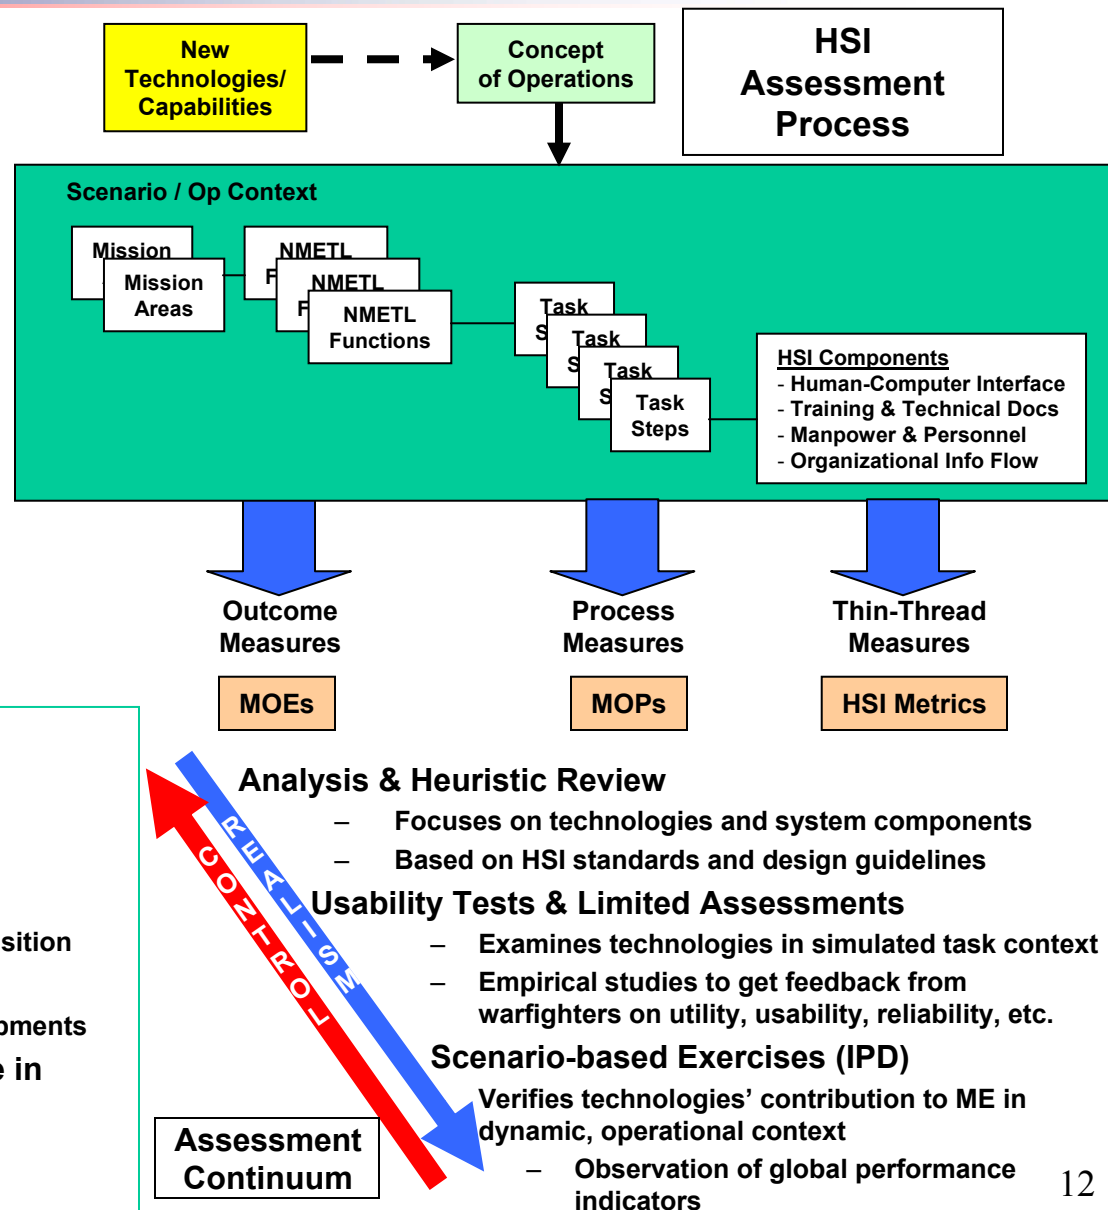 New
Technologies/
Capabilities
Concept
of Operations
HSI
Assessment
Process
Scenario / Op Context
Mission
Mission
Areas
NMETL
F
NMETL
F
NMETL
Functions
Task
S
Task
S
Task
S
Task
Steps
HSI Components
- Human-Computer Interface
- Training & Technical Docs
- Manpower & Personnel
- Organizational Info Flow
Outcome
Measures
Process
Measures
Thin-Thread
Measures
MOEs
MOPs
HSI Metrics
REALISM
CONTROL
Analysis & Heuristic Review
– Focuses on technologies and system components
– Based on HSI standards and design guidelines
Usability Tests & Limited Assessments
– Examines technologies in simulated task context
– Empirical studies to get feedback from
warfighters on utility, usability, reliability, etc.
Scenario-based Exercises (IPD)
Verifies technologies' contribution to ME in
dynamic, operational context
– Observation of global performance
indicators
sition
pments
e in
Assessment
Continuum
12